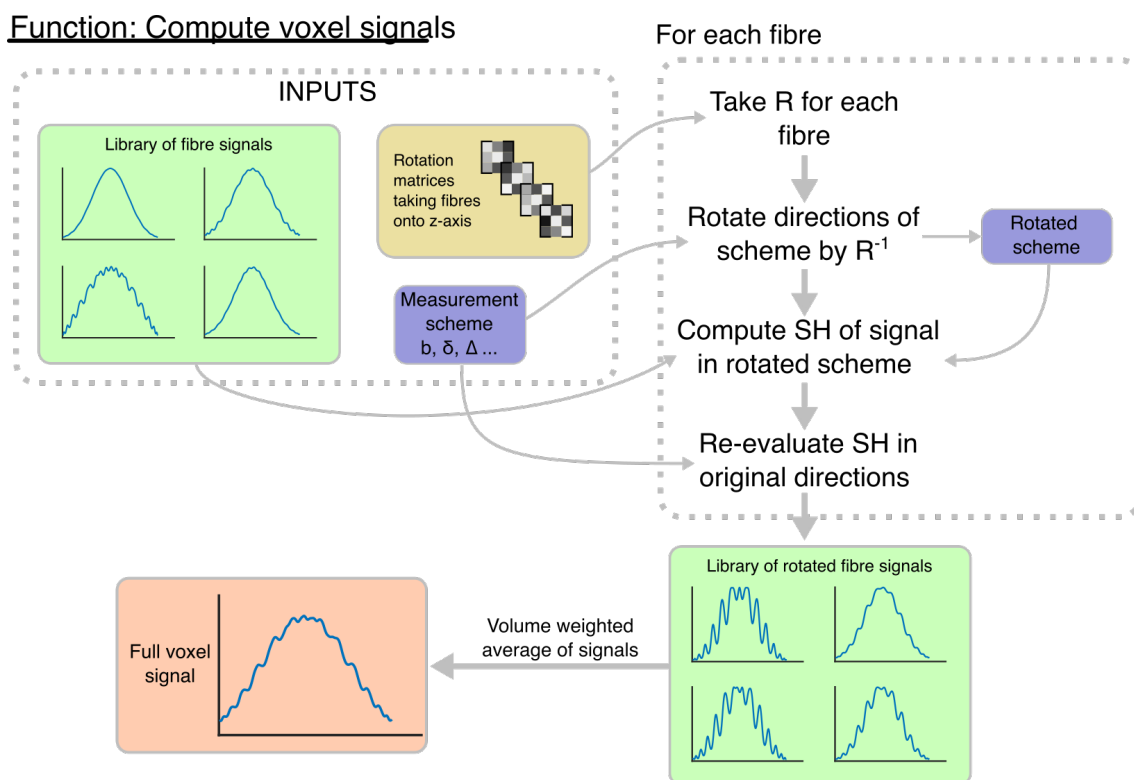 Function: Compute voxel signals
INPUTS
Library of fibre signals
Rotation
matrices
taking fibres
onto z-axis
Measurement
scheme
b, δ, Δ ...
For each fibre
Take R for each
fibre
Rotate directions of
scheme by R⁻¹
Rotated
scheme
Compute SH of signal
in rotated scheme
Re-evaluate SH in
original directions
Library of rotated fibre signals
Volume weighted
average of signals
Full voxel
signal